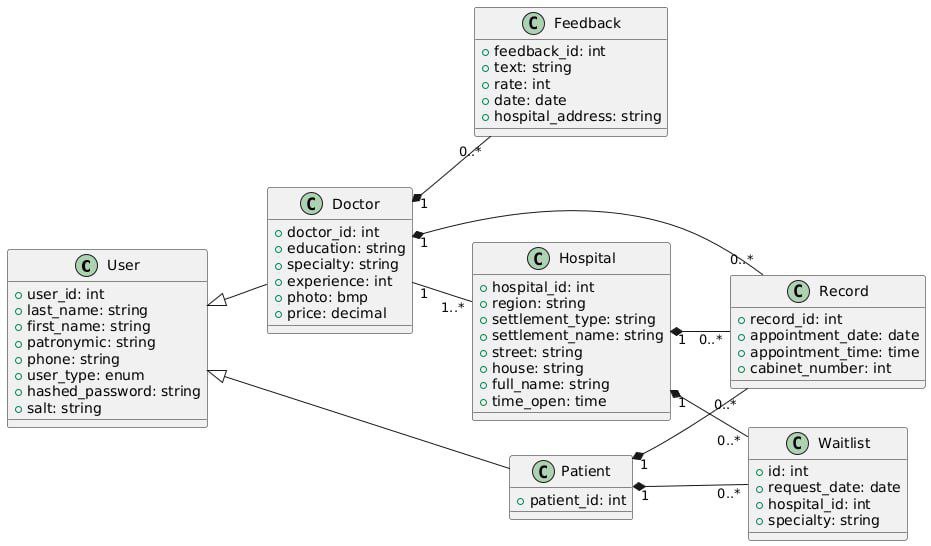 C Feedback
feedback_id: int
text: string
rate: int
date: date
hospital_address: string
0..*
1
C Doctor
doctor_id: int
education: string
specialty: string
experience: int
photo: bmp
price: decimal
1
0..*
1
1..*
C User
user_id: int
last_name: string
first_name: string
patronymic: string
phone: string
user_type: enum
hashed_password: string
salt: string
C Hospital
hospital_id: int
region: string
settlement_type: string
settlement_name: string
street: string
house: string
full_name: string
time_open: time
1
0..*
1
0..*
C Record
record_id: int
appointment_date: date
appointment_time: time
cabinet_number: int
0..*
C Patient
patient_id: int
1
1
0..*
C Waitlist
id: int
request_date: date
hospital_id: int
specialty: string